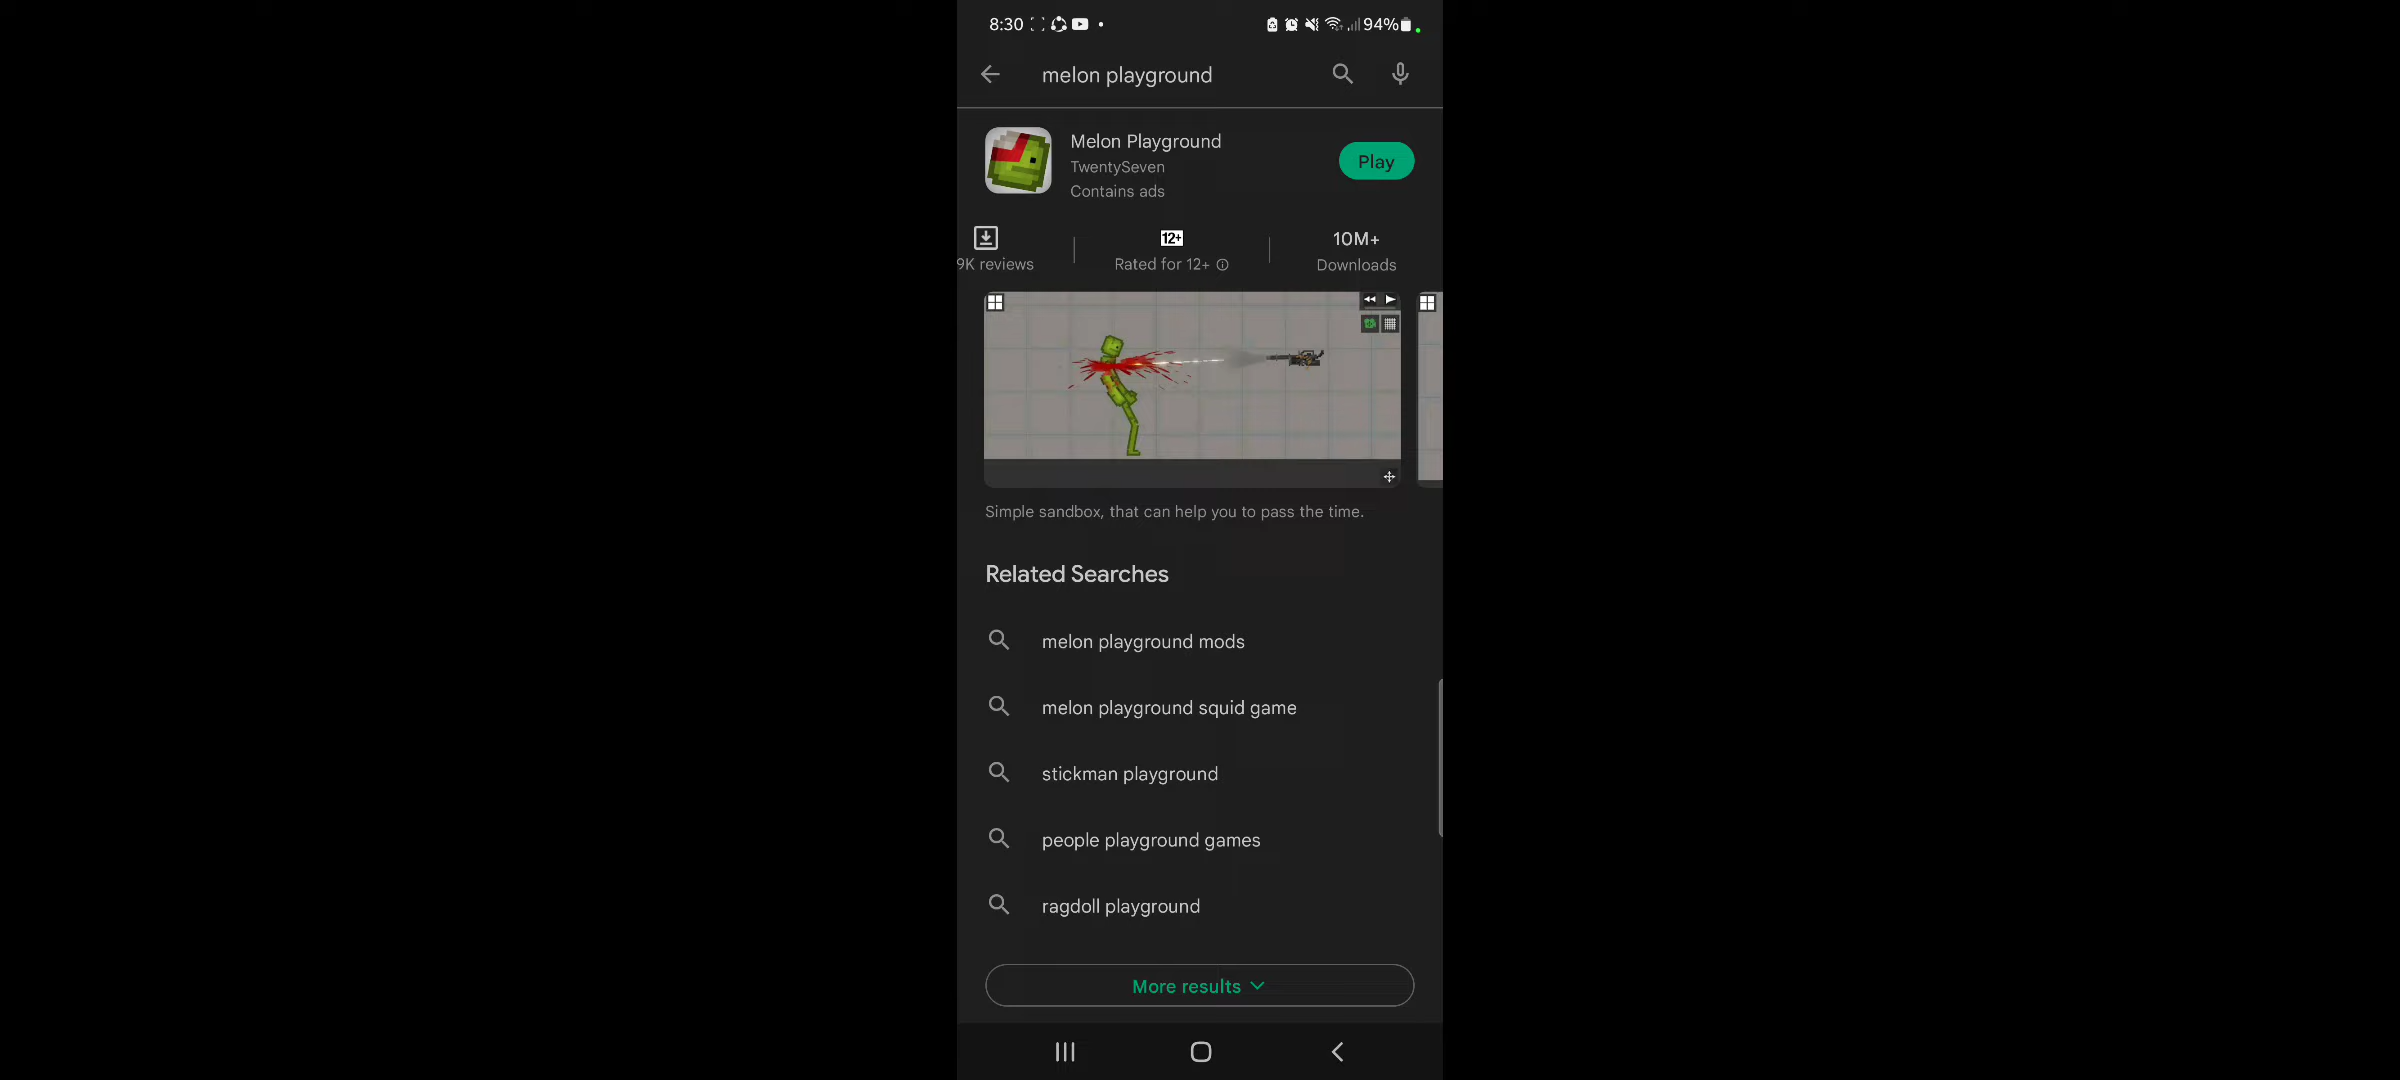 8:30
94%
melon playground
Melon Playground
TwentySeven
Contains ads
Play
9K reviews
12+
Rated for 12+
10M+
Downloads
Simple sandbox, that can help you to pass the time.
Related Searches
melon playground mods
melon playground squid game
stickman playground
people playground games
ragdoll playground
More results